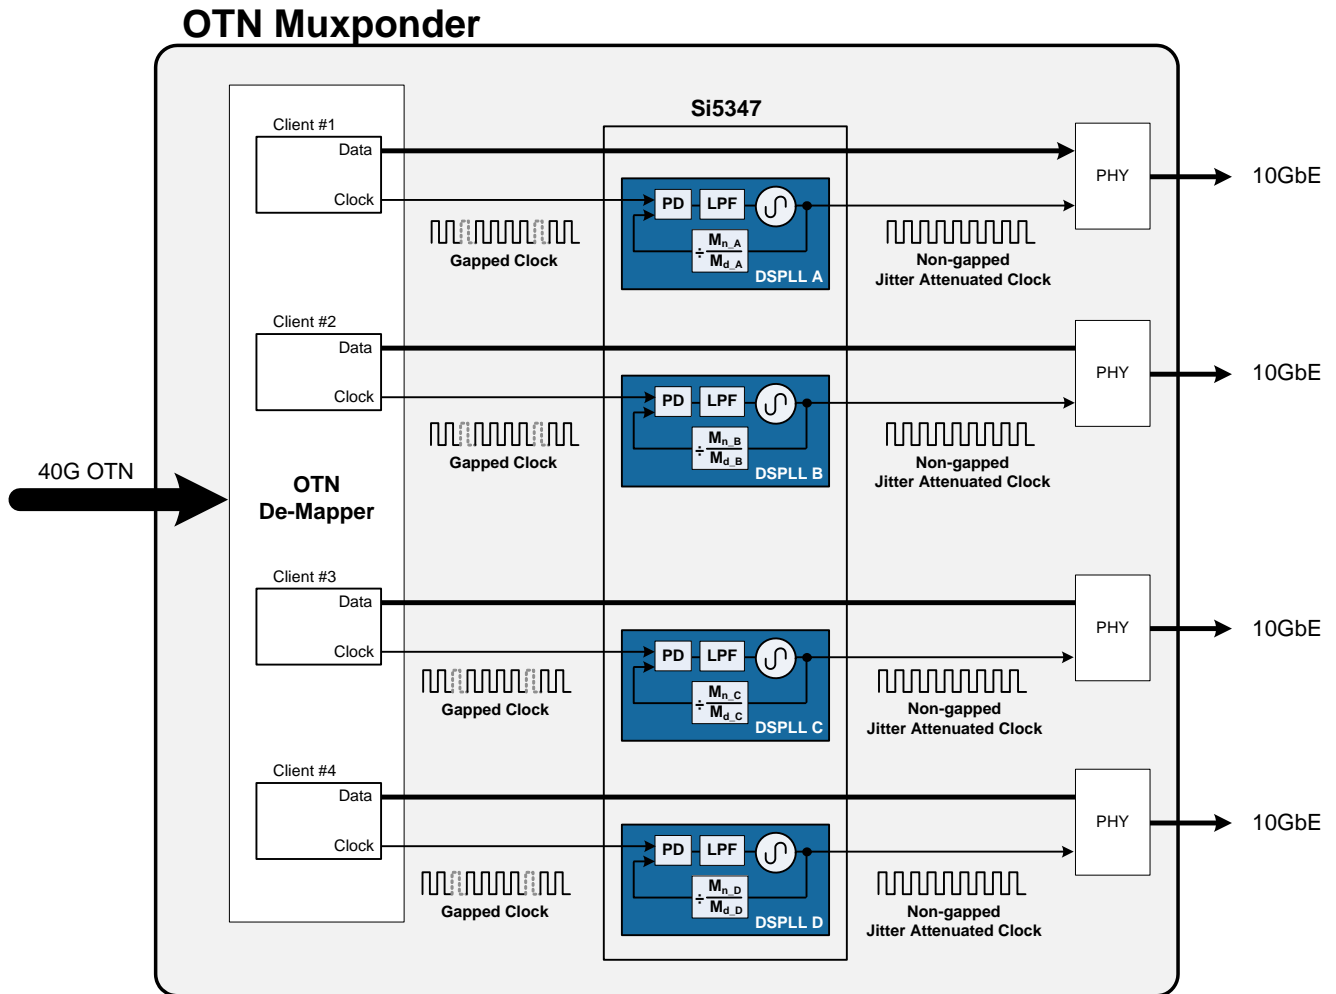 OTN Muxponder
Si5347
Client #1
Data
Clock
PD
LPF
÷ Mn_A
Md_A
DSPLL A
Gapped Clock
Non-gapped
Jitter Attenuated Clock
PHY
10GbE
Client #2
Data
Clock
PD
LPF
÷ Mn_B
Md_B
DSPLL B
Gapped Clock
Non-gapped
Jitter Attenuated Clock
PHY
10GbE
40G OTN
OTN
De-Mapper
Client #3
Data
Clock
PD
LPF
÷ Mn_C
Md_C
DSPLL C
Gapped Clock
Non-gapped
Jitter Attenuated Clock
PHY
10GbE
Client #4
Data
Clock
PD
LPF
÷ Mn_D
Md_D
DSPLL D
Gapped Clock
Non-gapped
Jitter Attenuated Clock
PHY
10GbE